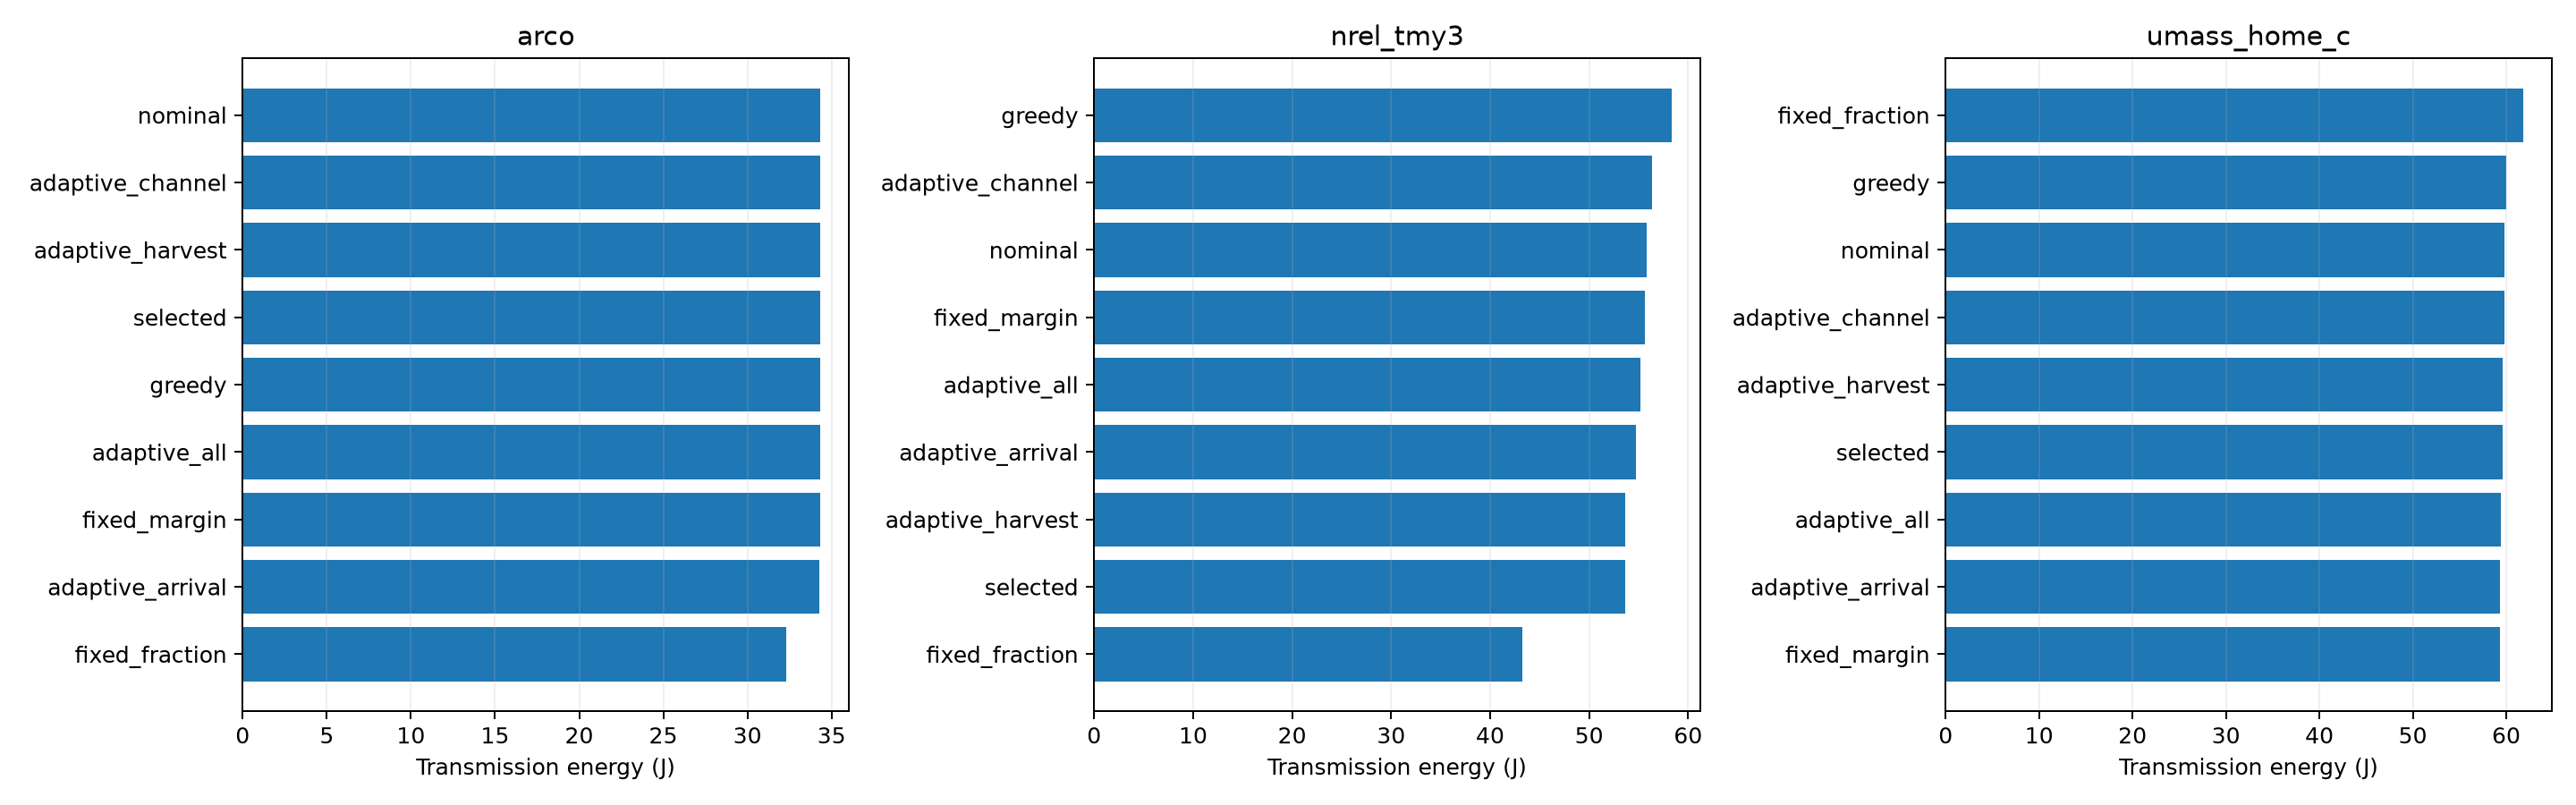 arco
nominal
adaptive_channel
adaptive_harvest
selected
greedy
adaptive_all
fixed_margin
adaptive_arrival
fixed_fraction
0 5 10 15 20 25 30 35
Transmission energy (J)
nrel_tmy3
greedy
adaptive_channel
nominal
fixed_margin
adaptive_all
adaptive_arrival
adaptive_harvest
selected
fixed_fraction
0 10 20 30 40 50 60
Transmission energy (J)
umass_home_c
fixed_fraction
greedy
nominal
adaptive_channel
adaptive_harvest
selected
adaptive_all
adaptive_arrival
fixed_margin
0 10 20 30 40 50 60
Transmission energy (J)